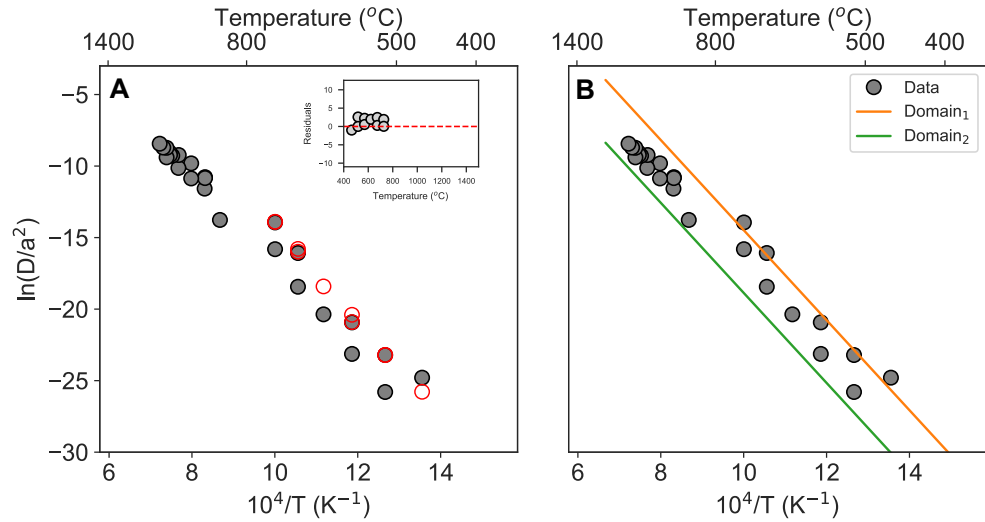 Temperature (°C)
1400 800 500 400
A
ln(D/a²)
−5
−10
−15
−20
−25
−30
6 8 10 12 14
10⁴/T (K⁻¹)
Residuals
10
5
0
−5
−10
400 600 800 1000 1200 1400
Temperature (°C)
Temperature (°C)
1400 800 500 400
B
Data
Domain₁
Domain₂
6 8 10 12 14
10⁴/T (K⁻¹)